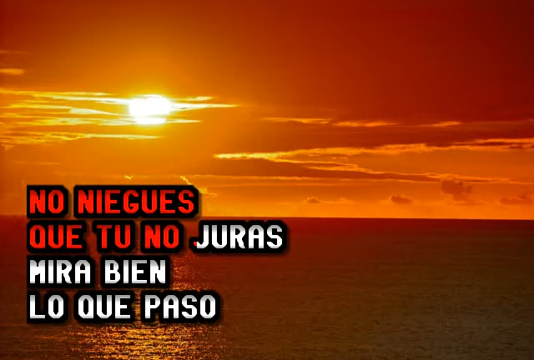 NO NIEGUES
QUE TU NO JURAS
MIRA BIEN
LO QUE PASO